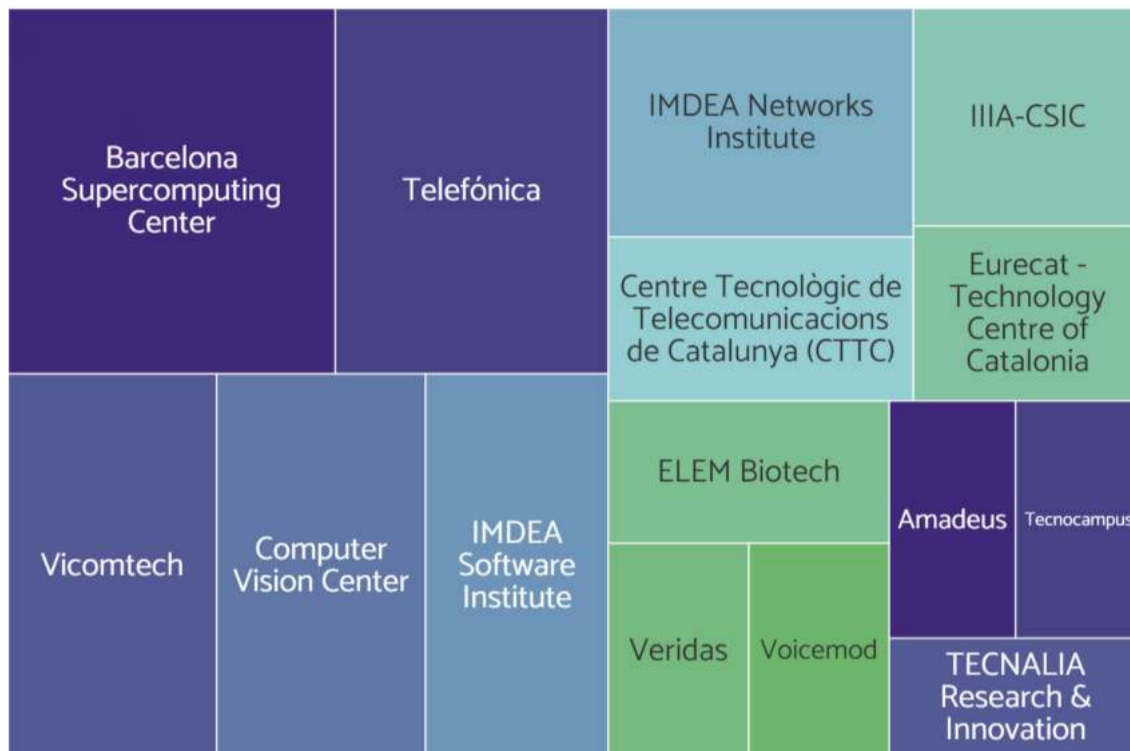 Barcelona
Supercomputing
Center
Telefónica
IMDEA Networks
Institute
IIIA-CSIC
Centre Tecnològic de
Telecomunicacions
de Catalunya (CTTC)
Eurecat -
Technology
Centre of
Catalonia
Vicomtech
Computer
Vision Center
IMDEA
Software
Institute
ELEM Biotech
Amadeus
Tecnocampus
Veridas
Voicemod
TECNALIA
Research &
Innovation